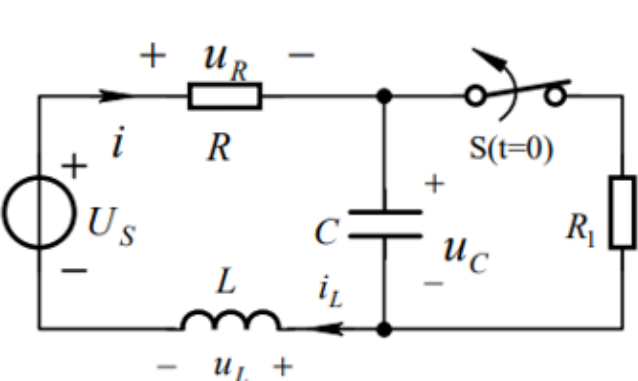 + u_R −
i
R
S(t=0)
+
U_S
−
C
+
u_C
−
R_1
L
i_L
− u_L +